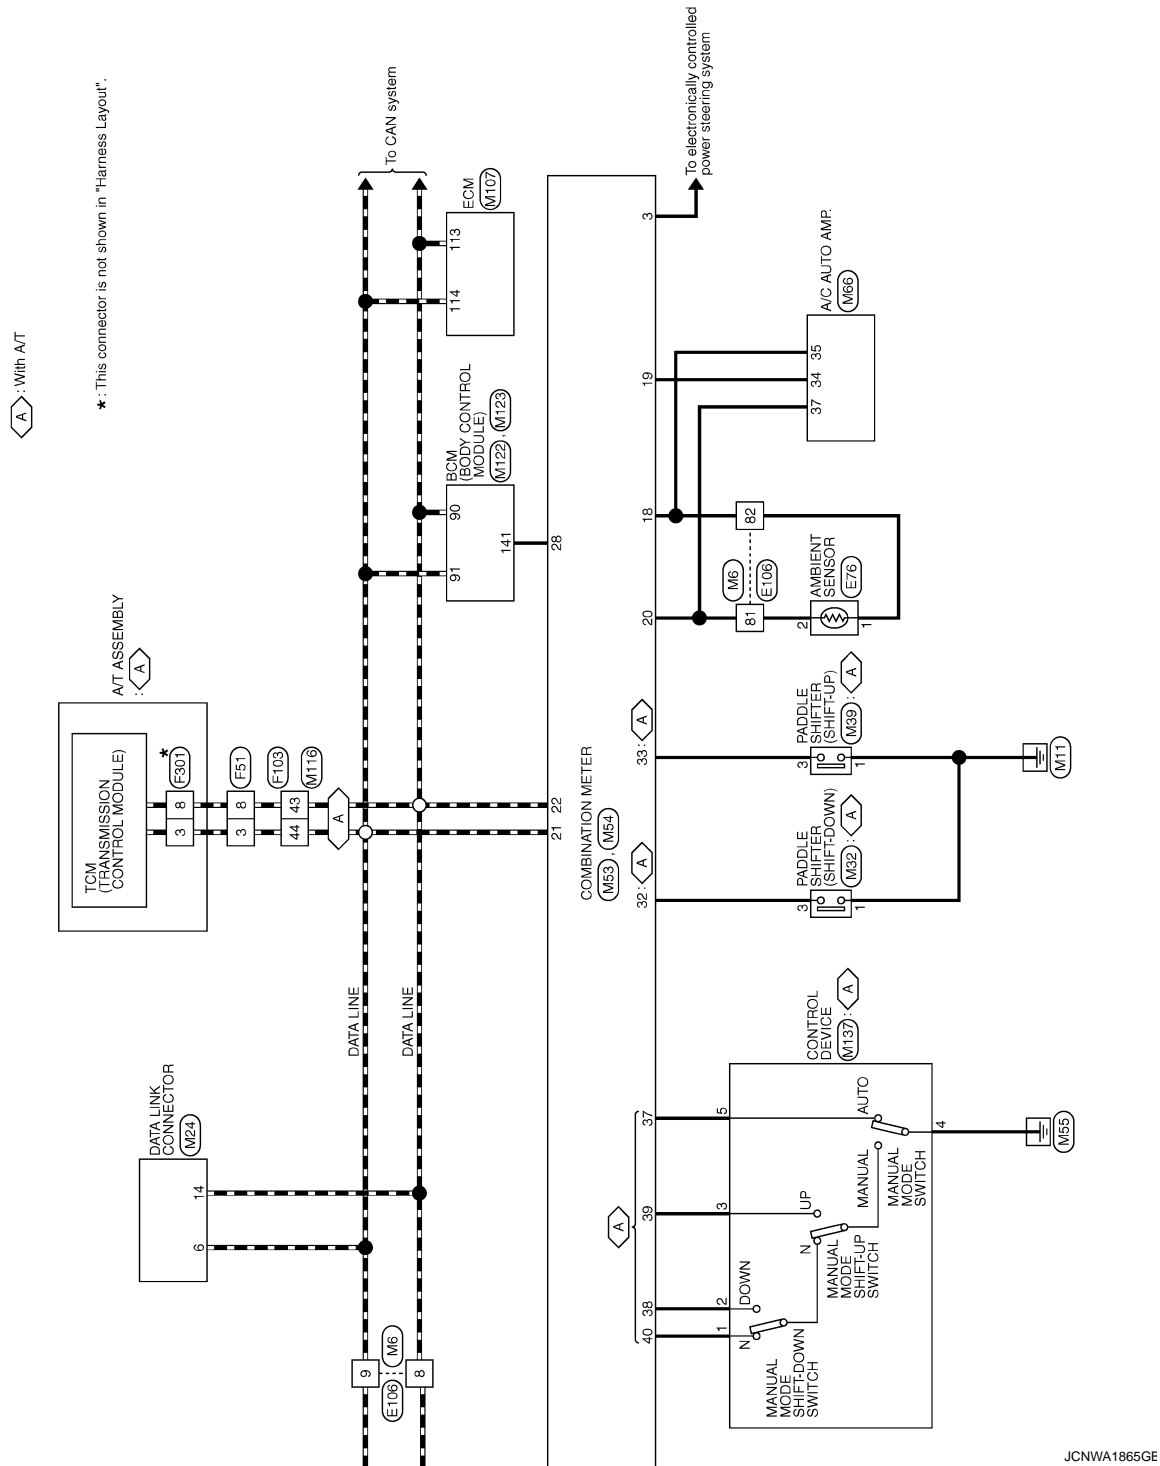 A : With A/T
* : This connector is not shown in "Harness Layout".
DATA LINK
CONNECTOR
M24
6
14
A/T ASSEMBLY
: A
TCM
(TRANSMISSION
CONTROL MODULE)
3
8
*
F301
3
8
F51
44
43
F103
M116
A
BCM
(BODY CONTROL
MODULE)
M122 , M123
91
90
141
ECM
M107
114
113
To CAN system
DATA LINE
DATA LINE
9
8
E106
M6
21
22
28
COMBINATION METER
M53 , M54
40
38
39
37
A
32 : A
33 : A
20
18
19
3
To electronically controlled
power steering system
CONTROL
DEVICE
M137 : A
1
2
3
5
N
DOWN
MANUAL
MODE
SHIFT-DOWN
SWITCH
N
UP
MANUAL
MODE
SHIFT-UP
SWITCH
MANUAL
AUTO
MANUAL
MODE
SWITCH
4
M55
PADDLE
SHIFTER
(SHIFT-DOWN)
M32 : A
3
1
PADDLE
SHIFTER
(SHIFT-UP)
M39 : A
3
1
M11
81
82
M6
E106
AMBIENT
SENSOR
E76
2
1
A/C AUTO AMP.
M66
37
34
35
JCNWA1865GB